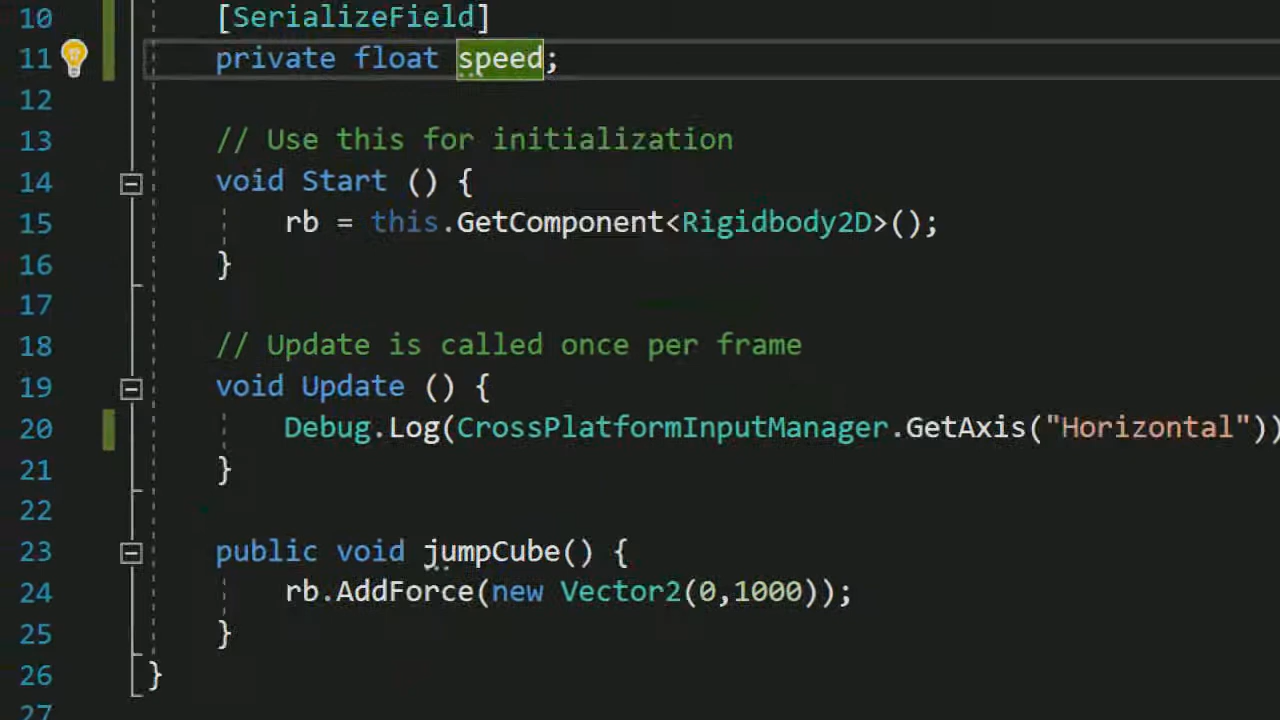 10 [SerializeField]
11 private float speed;
12
13 // Use this for initialization
14 void Start () {
15 rb = this.GetComponent<Rigidbody2D>();
16 }
17
18 // Update is called once per frame
19 void Update () {
20 Debug.Log(CrossPlatformInputManager.GetAxis("Horizontal"))
21 }
22
23 public void jumpCube() {
24 rb.AddForce(new Vector2(0,1000));
25 }
26 }
27